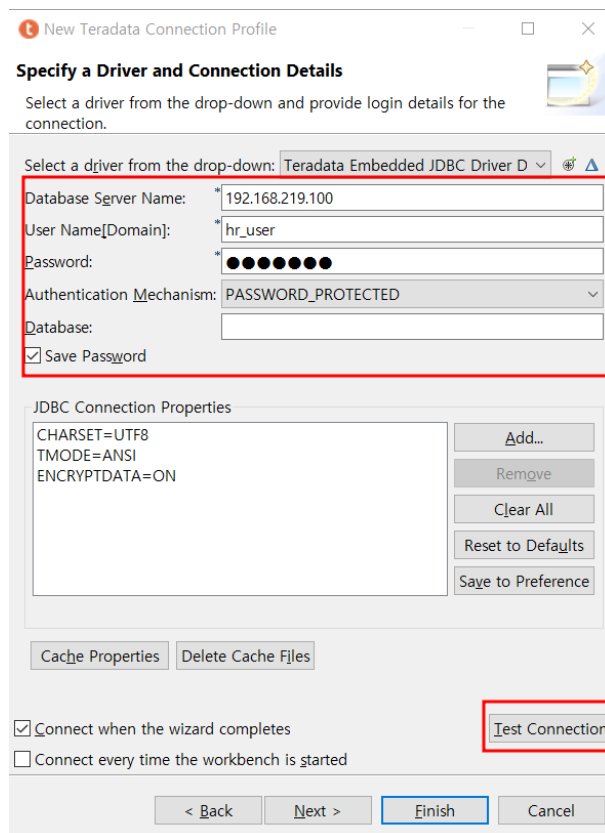 New Teradata Connection Profile
Specify a Driver and Connection Details
Select a driver from the drop-down and provide login details for the
connection.
Select a driver from the drop-down: Teradata Embedded JDBC Driver D
Database Server Name: * 192.168.219.100
User Name[Domain]: * hr_user
Password: * ●●●●●●●
Authentication Mechanism: PASSWORD_PROTECTED
Database:
Save Password
JDBC Connection Properties
CHARSET=UTF8
TMODE=ANSI
ENCRYPTDATA=ON
Add...
Remove
Clear All
Reset to Defaults
Save to Preference
Cache Properties Delete Cache Files
Connect when the wizard completes
Test Connection
Connect every time the workbench is started
< Back Next > Finish Cancel